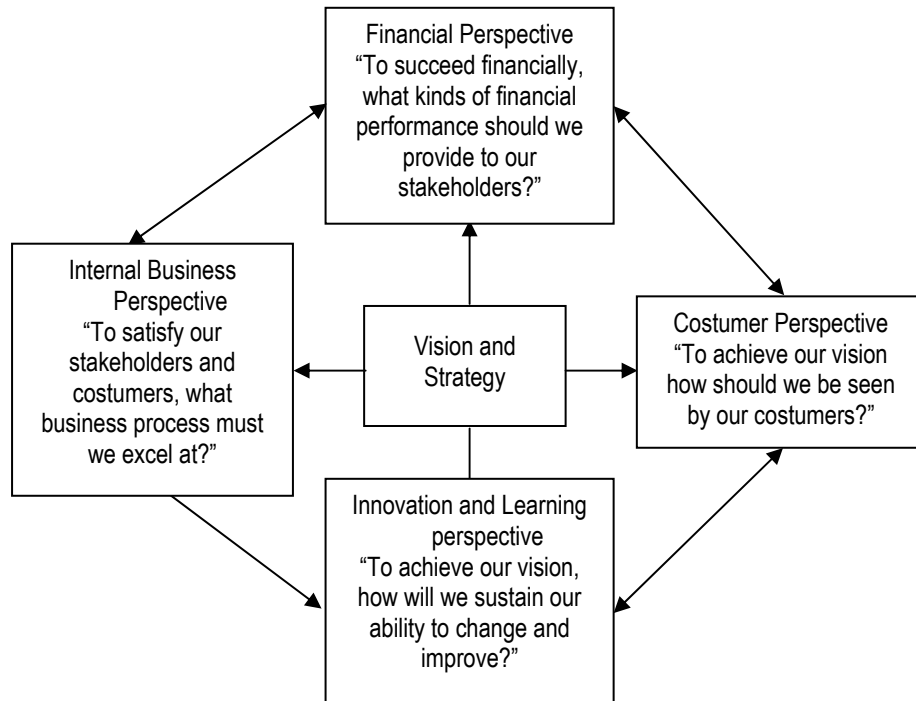 Financial Perspective
“To succeed financially,
what kinds of financial
performance should we
provide to our
stakeholders?”
Internal Business
Perspective
“To satisfy our
stakeholders and
costumers, what
business process must
we excel at?”
Vision and
Strategy
Costumer Perspective
“To achieve our vision
how should we be seen
by our costumers?”
Innovation and Learning
perspective
“To achieve our vision,
how will we sustain our
ability to change and
improve?”